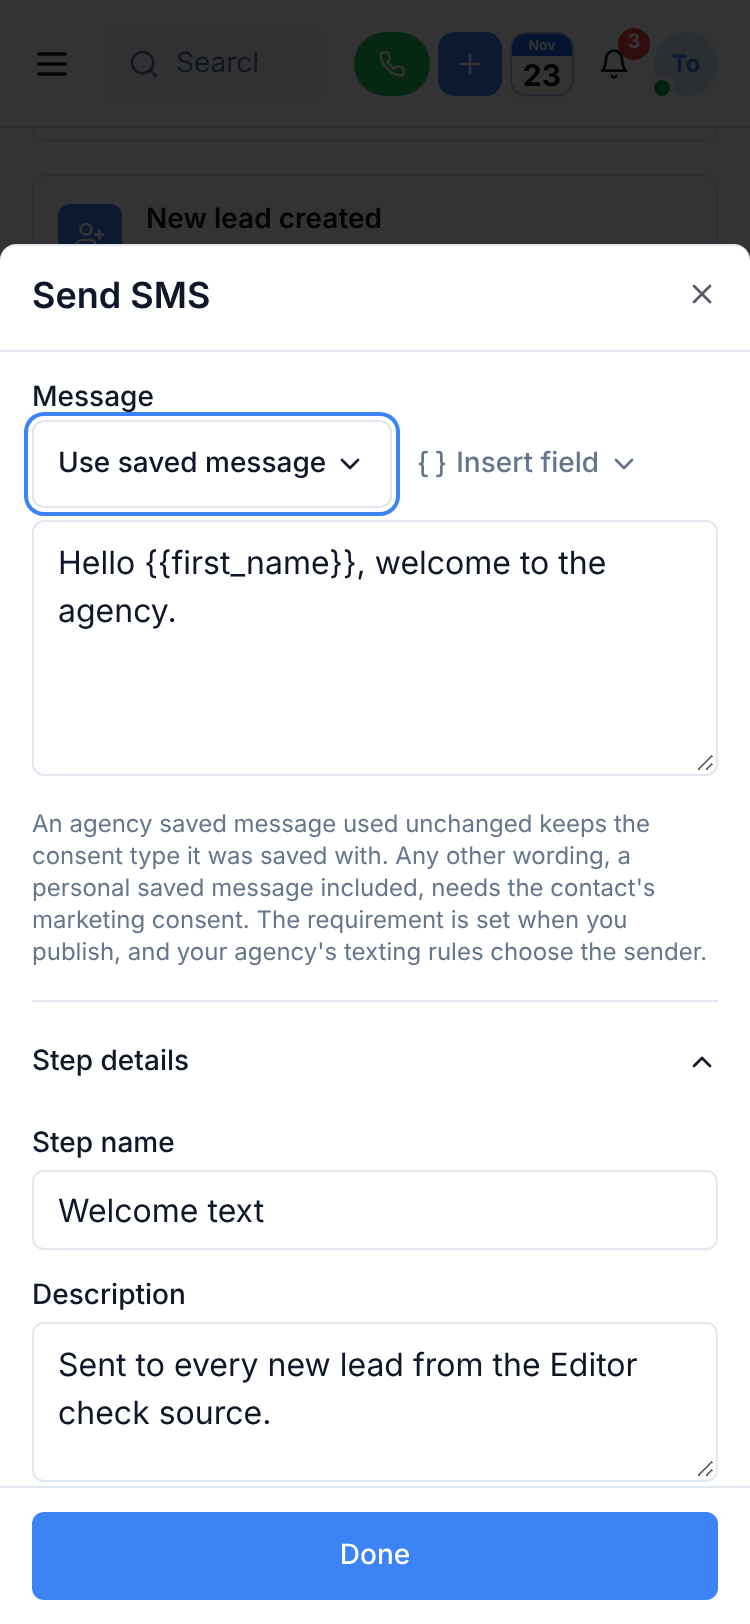 Search
Nov
23
3
To
New lead created
Send SMS
Message
Use saved message
{ } Insert field
Hello {{first_name}}, welcome to the
agency.
An agency saved message used unchanged keeps the
consent type it was saved with. Any other wording, a
personal saved message included, needs the contact's
marketing consent. The requirement is set when you
publish, and your agency's texting rules choose the sender.
Step details
Step name
Welcome text
Description
Sent to every new lead from the Editor
check source.
Done